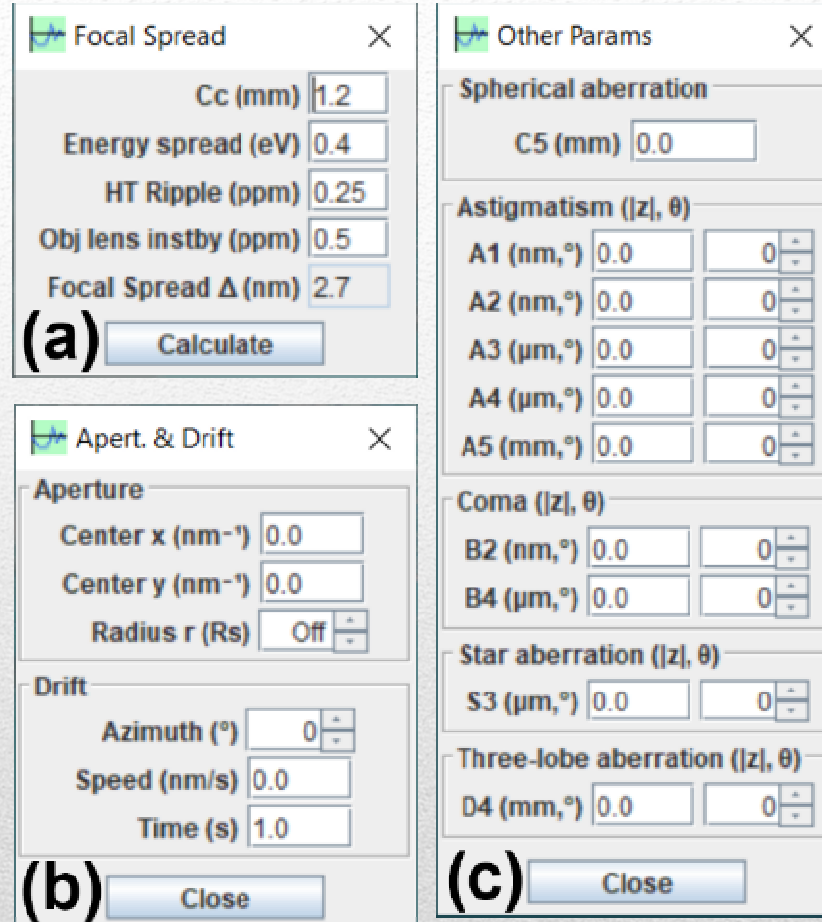 Focal Spread
Cc (mm) 1.2
Energy spread (eV) 0.4
HT Ripple (ppm) 0.25
Obj lens instby (ppm) 0.5
Focal Spread Δ (nm) 2.7
(a) Calculate
Apert. & Drift
Aperture
Center x (nm⁻¹) 0.0
Center y (nm⁻¹) 0.0
Radius r (Rs) Off
Drift
Azimuth (°) 0
Speed (nm/s) 0.0
Time (s) 1.0
(b) Close
Other Params
Spherical aberration
C5 (mm) 0.0
Astigmatism (|z|, θ)
A1 (nm,°) 0.0 0
A2 (nm,°) 0.0 0
A3 (µm,°) 0.0 0
A4 (µm,°) 0.0 0
A5 (mm,°) 0.0 0
Coma (|z|, θ)
B2 (nm,°) 0.0 0
B4 (µm,°) 0.0 0
Star aberration (|z|, θ)
S3 (µm,°) 0.0 0
Three-lobe aberration (|z|, θ)
D4 (mm,°) 0.0 0
(c) Close